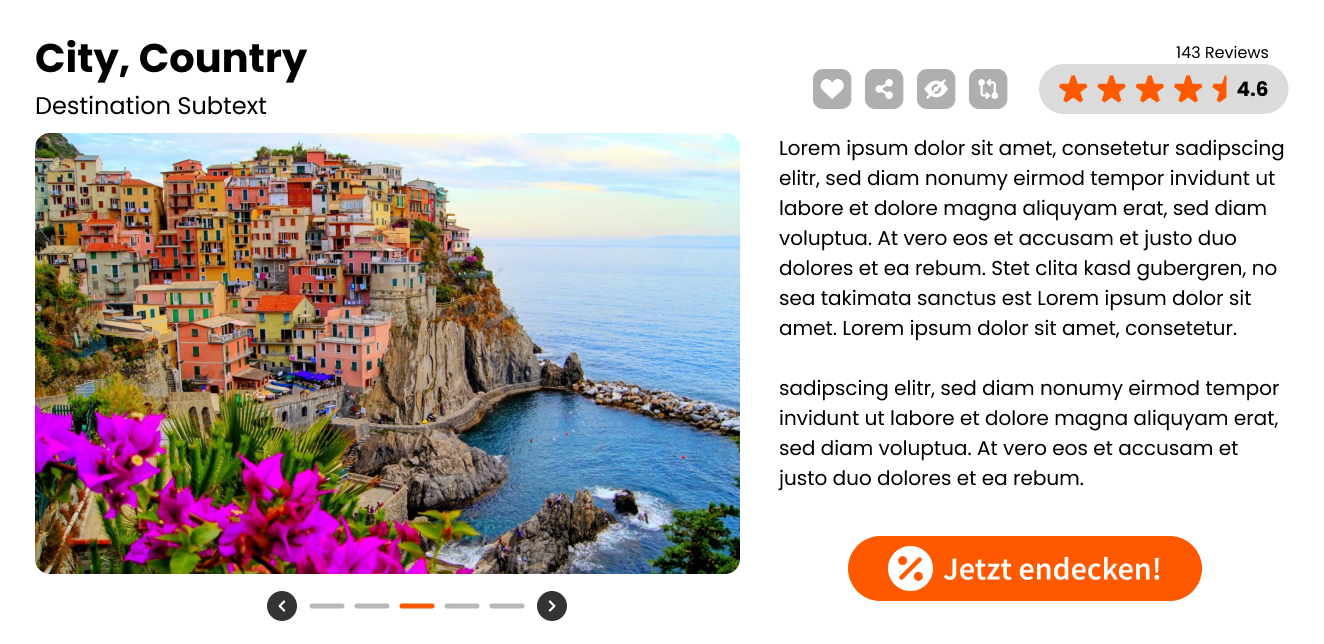 City, Country
Destination Subtext
143 Reviews
4.6
Lorem ipsum dolor sit amet, consetetur sadipscing
elitr, sed diam nonumy eirmod tempor invidunt ut
labore et dolore magna aliquyam erat, sed diam
voluptua. At vero eos et accusam et justo duo
dolores et ea rebum. Stet clita kasd gubergren, no
sea takimata sanctus est Lorem ipsum dolor sit
amet. Lorem ipsum dolor sit amet, consetetur.
sadipscing elitr, sed diam nonumy eirmod tempor
invidunt ut labore et dolore magna aliquyam erat,
sed diam voluptua. At vero eos et accusam et
justo duo dolores et ea rebum.
Jetzt endecken!